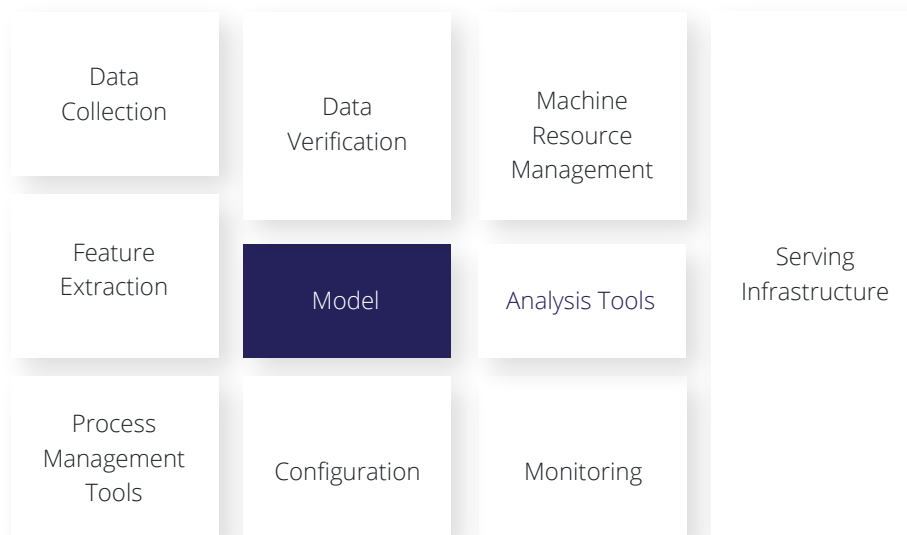 Data
Collection
Data
Verification
Machine
Resource
Management
Feature
Extraction
Model
Analysis Tools
Serving
Infrastructure
Process
Management
Tools
Configuration
Monitoring